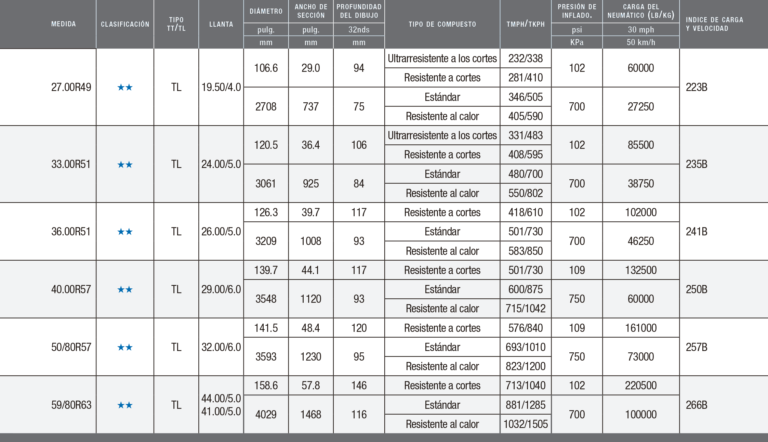 MEDIDA CLASIFICACIÓN TIPO TT/TL LLANTA DIÁMETRO ANCHO DE SECCIÓN PROFUNDIDAD DEL DIBUJO TIPO DE COMPUESTO TMPH/TKPH PRESIÓN DE INFLADO. CARGA DEL NEUMÁTICO (LB/KG) INDICE DE CARGA Y VELOCIDAD
pulg. pulg. 32nds psi 30 mph
mm mm mm KPa 50 km/h
27.00R49 ★★ TL 19.50/4.0 223B
106.6 29.0 94 Ultrarresistente a los cortes 232/338 102 60000
Resistente a cortes 281/410
2708 737 75 Estándar 346/505 700 27250
Resistente al calor 405/590
33.00R51 ★★ TL 24.00/5.0 235B
120.5 36.4 106 Ultrarresistente a los cortes 331/483 102 85500
Resistente a cortes 408/595
3061 925 84 Estándar 480/700 700 38750
Resistente al calor 550/802
36.00R51 ★★ TL 26.00/5.0 241B
126.3 39.7 117 Resistente a cortes 418/610 102 102000
3209 1008 93 Estándar 501/730 700 46250
Resistente al calor 583/850
40.00R57 ★★ TL 29.00/6.0 250B
139.7 44.1 117 Resistente a cortes 501/730 109 132500
3548 1120 93 Estándar 600/875 750 60000
Resistente al calor 715/1042
50/80R57 ★★ TL 32.00/6.0 257B
141.5 48.4 120 Resistente a cortes 576/840 109 161000
3593 1230 95 Estándar 693/1010 750 73000
Resistente al calor 823/1200
59/80R63 ★★ TL 44.00/5.0 41.00/5.0 266B
158.6 57.8 146 Resistente a cortes 713/1040 102 220500
4029 1468 116 Estándar 881/1285 700 100000
Resistente al calor 1032/1505